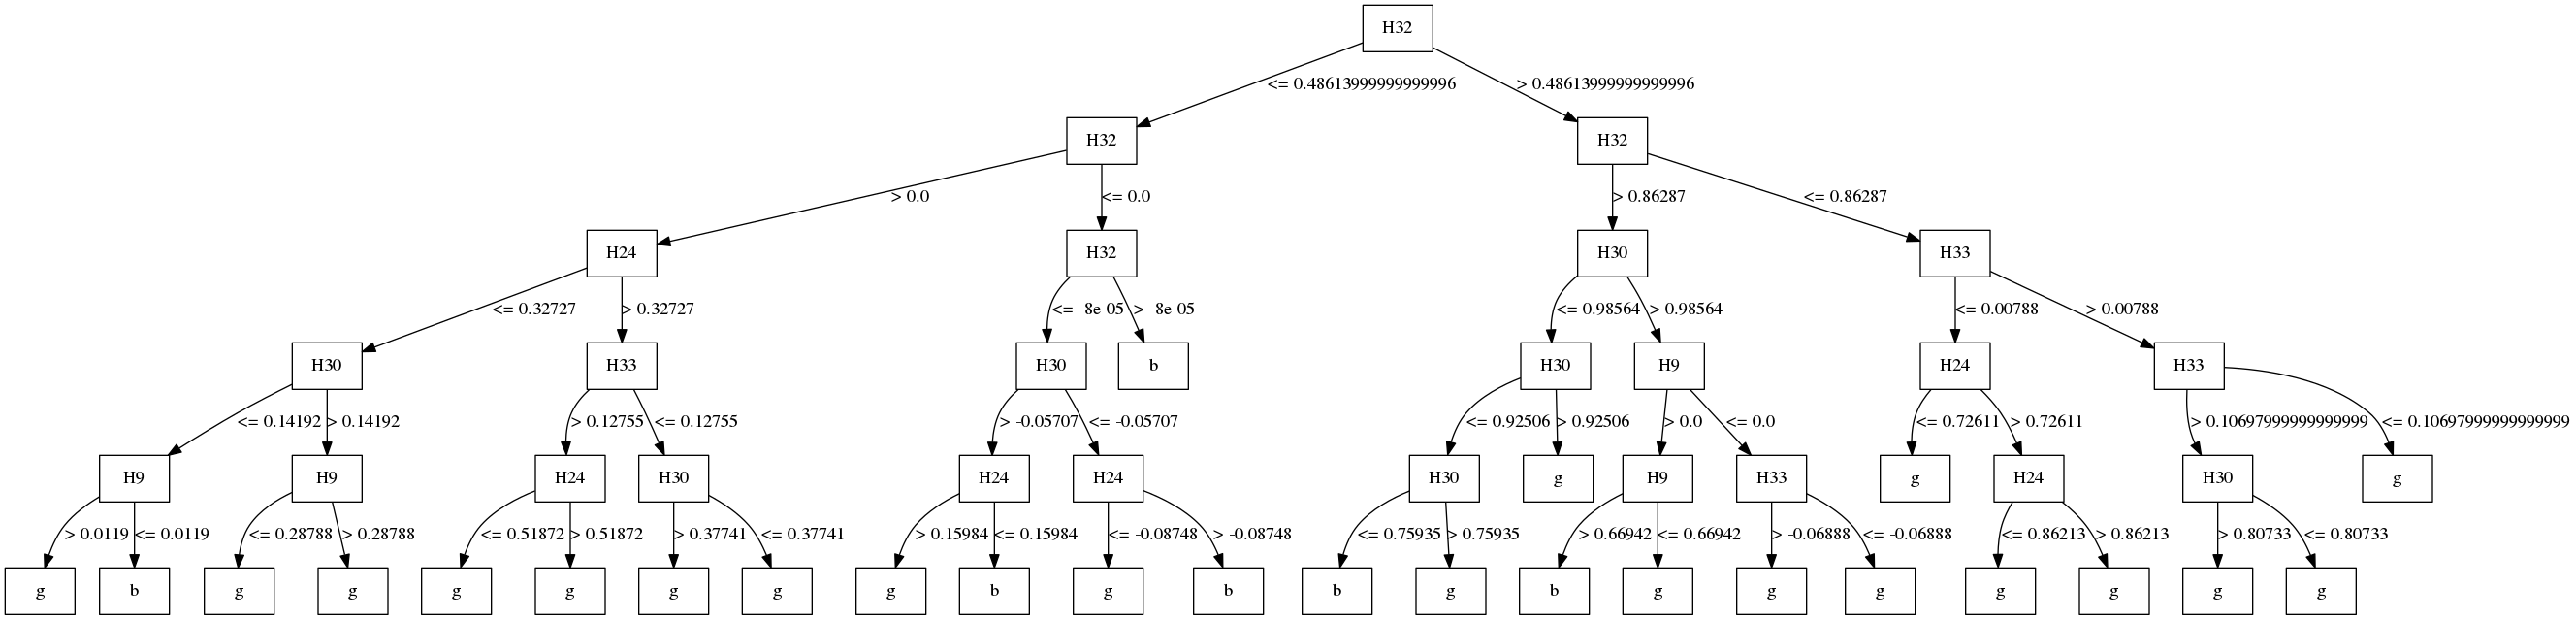 H32
<= 0.48613999999999996 > 0.48613999999999996
H32 H32
> 0.0 <= 0.0 > 0.86287 <= 0.86287
H24 H32 H30 H33
<= 0.32727 > 0.32727 <= -8e-05 > -8e-05 <= 0.98564 > 0.98564 <= 0.00788 > 0.00788
H30 H33 H30 b H30 H9 H24 H33
<= 0.14192 > 0.14192 > 0.12755 <= 0.12755 > -0.05707 <= -0.05707 <= 0.92506 > 0.92506 > 0.0 <= 0.0 <= 0.72611 > 0.72611 > 0.10697999999999999 <= 0.10697999999999999
H9 H9 H24 H30 H24 H24 H30 g H9 H33 g H24 H30 g
> 0.0119 <= 0.0119 <= 0.28788 > 0.28788 <= 0.51872 > 0.51872 > 0.37741 <= 0.37741 > 0.15984 <= 0.15984 <= -0.08748 > -0.08748 <= 0.75935 > 0.75935 > 0.66942 <= 0.66942 > -0.06888 <= -0.06888 <= 0.86213 > 0.86213 > 0.80733 <= 0.80733
g b g g g g g g g b g b b g b g g g g g g g